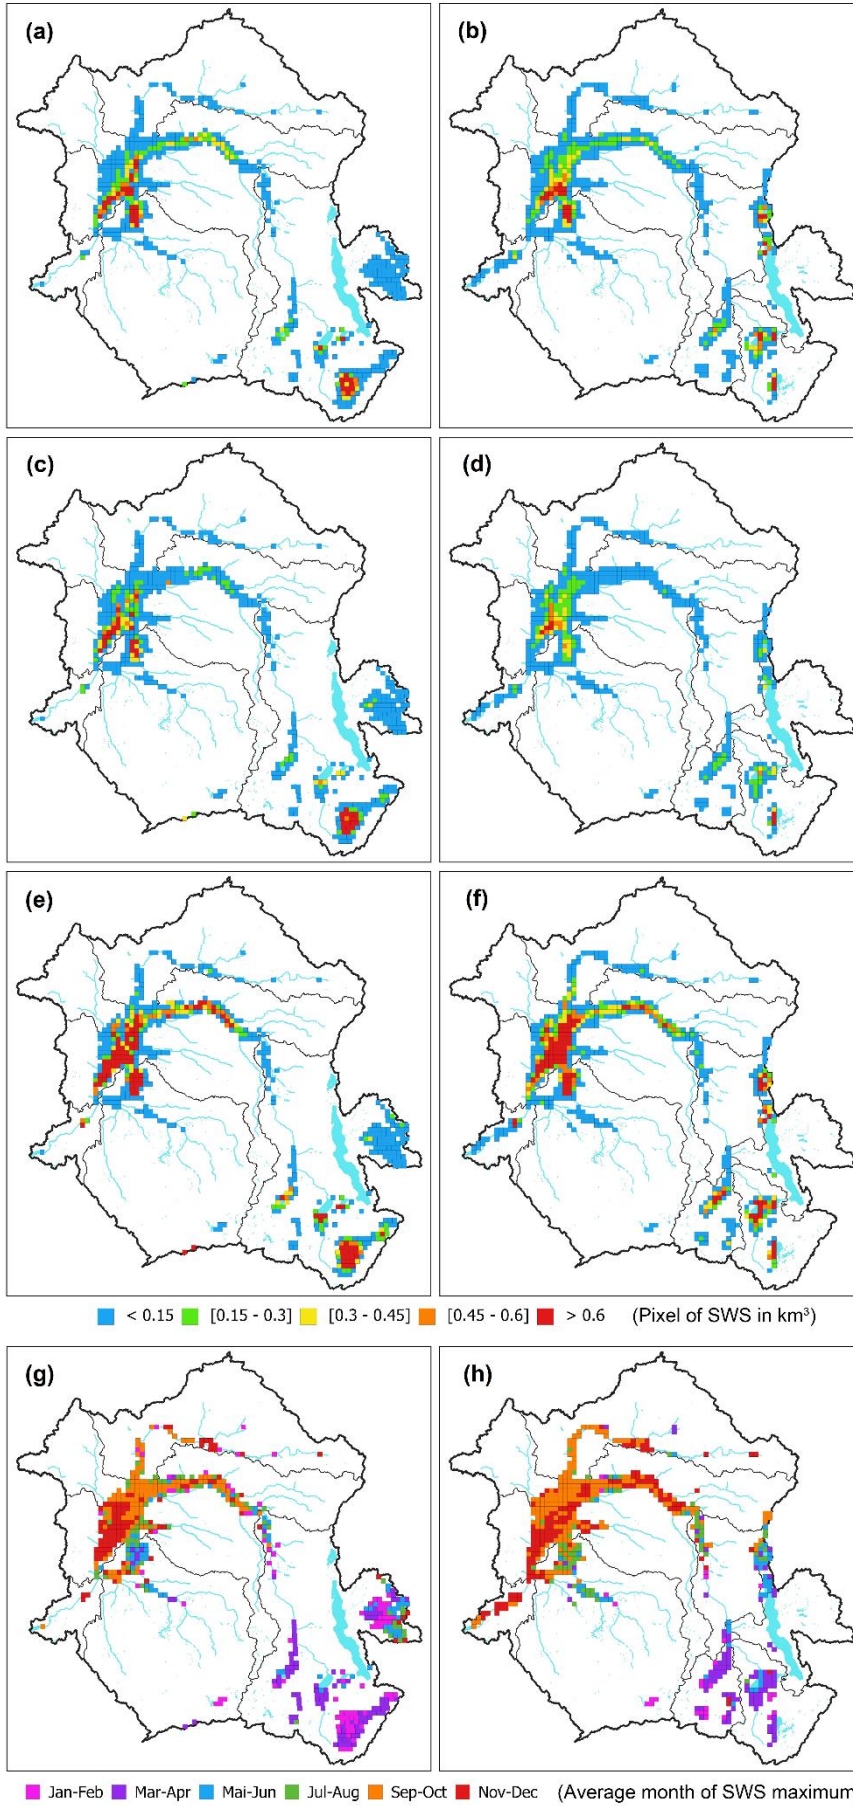 (a)
(b)
(c)
(d)
(e)
(f)
< 0.15 [0.15 - 0.3] [0.3 - 0.45] [0.45 - 0.6] > 0.6 (Pixel of SWS in km³)
(g)
(h)
Jan-Feb Mar-Apr Mai-Jun Jul-Aug Sep-Oct Nov-Dec (Average month of SWS maximum